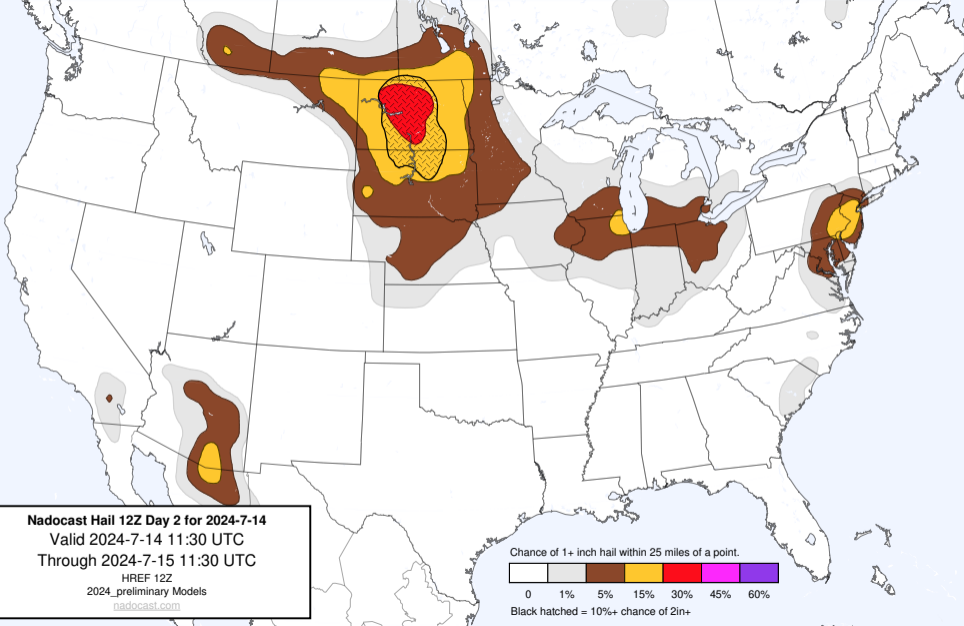 Nadocast Hail 12Z Day 2 for 2024-7-14
Valid 2024-7-14 11:30 UTC
Through 2024-7-15 11:30 UTC
HREF 12Z
2024_preliminary Models
nadocast.com
Chance of 1+ inch hail within 25 miles of a point.
0 1% 5% 15% 30% 45% 60%
Black hatched = 10%+ chance of 2in+